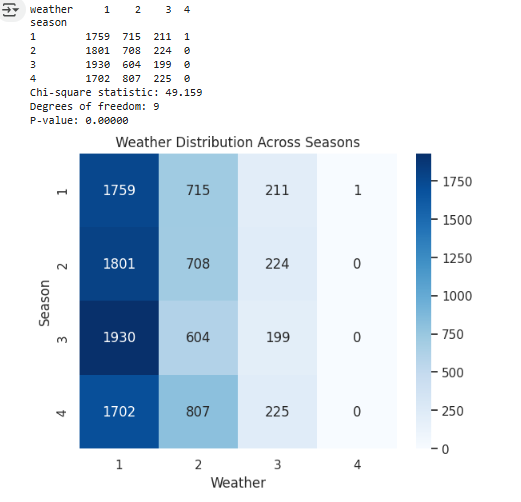 weather 1 2 3 4
season
1 1759 715 211 1
2 1801 708 224 0
3 1930 604 199 0
4 1702 807 225 0
Chi-square statistic: 49.159
Degrees of freedom: 9
P-value: 0.00000
Weather Distribution Across Seasons
1 1759 715 211 1
2 1801 708 224 0
3 1930 604 199 0
4 1702 807 225 0
Season
1 2 3 4
Weather
1750
1500
1250
1000
750
500
250
0